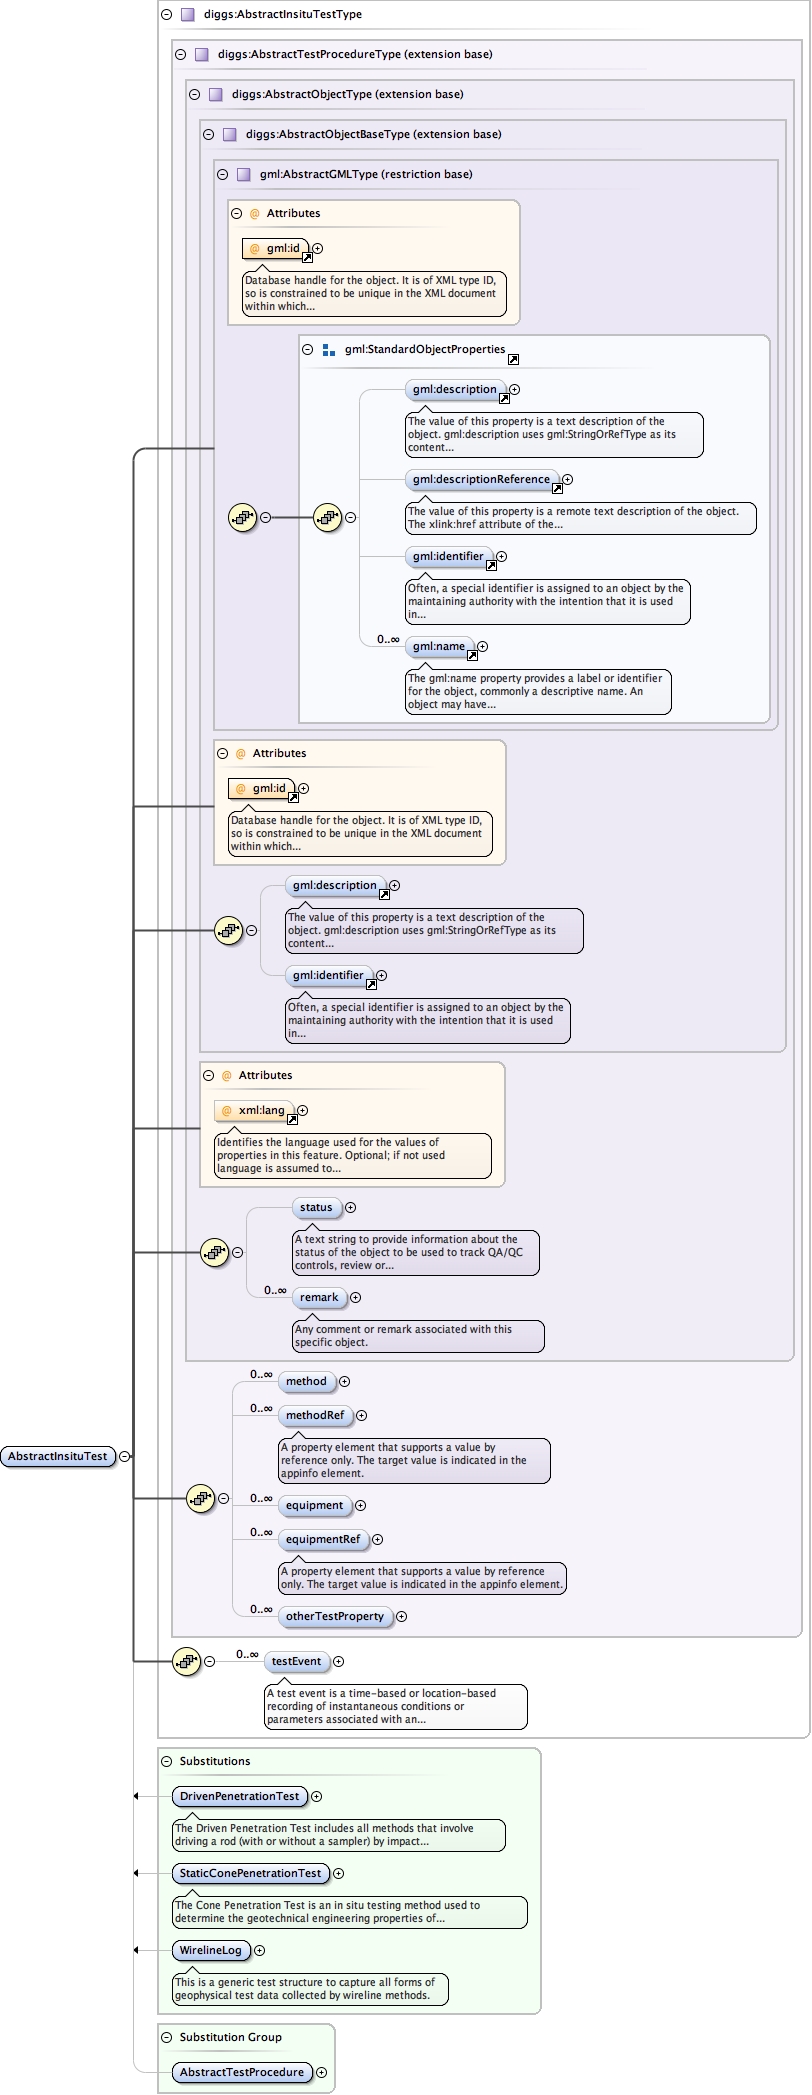 diggs:AbstractInsituTestType
diggs:AbstractTestProcedureType (extension base)
diggs:AbstractObjectType (extension base)
diggs:AbstractObjectBaseType (extension base)
gml:AbstractGMLType (restriction base)
@ Attributes
@ gml:id
Database handle for the object. It is of XML type ID,
so is constrained to be unique in the XML document
within which...
gml:StandardObjectProperties
gml:description
The value of this property is a text description of the
object. gml:description uses gml:StringOrRefType as its
content...
gml:descriptionReference
The value of this property is a remote text description of the object.
The xlink:href attribute of the...
gml:identifier
Often, a special identifier is assigned to an object by the
maintaining authority with the intention that it is used
in...
0..∞
gml:name
The gml:name property provides a label or identifier
for the object, commonly a descriptive name. An
object may have...
@ Attributes
@ gml:id
Database handle for the object. It is of XML type ID,
so is constrained to be unique in the XML document
within which...
gml:description
The value of this property is a text description of the
object. gml:description uses gml:StringOrRefType as its
content...
gml:identifier
Often, a special identifier is assigned to an object by the
maintaining authority with the intention that it is used
in...
@ Attributes
@ xml:lang
Identifies the language used for the values of
properties in this feature. Optional; if not used
language is assumed to...
status
A text string to provide information about the
status of the object to be used to track QA/QC
controls, review or...
0..∞
remark
Any comment or remark associated with this
specific object.
0..∞
method
0..∞
methodRef
A property element that supports a value by
reference only. The target value is indicated in the
appinfo element.
AbstractInsituTest
0..∞
equipment
0..∞
equipmentRef
A property element that supports a value by reference
only. The target value is indicated in the appinfo element.
0..∞
otherTestProperty
0..∞
testEvent
A test event is a time-based or location-based
recording of instantaneous conditions or
parameters associated with an...
Substitutions
DrivenPenetrationTest
The Driven Penetration Test includes all methods that involve
driving a rod (with or without a sampler) by impact...
StaticConePenetrationTest
The Cone Penetration Test is an in situ testing method used to
determine the geotechnical engineering properties of...
WirelineLog
This is a generic test structure to capture all forms of
geophysical test data collected by wireline methods.
Substitution Group
AbstractTestProcedure